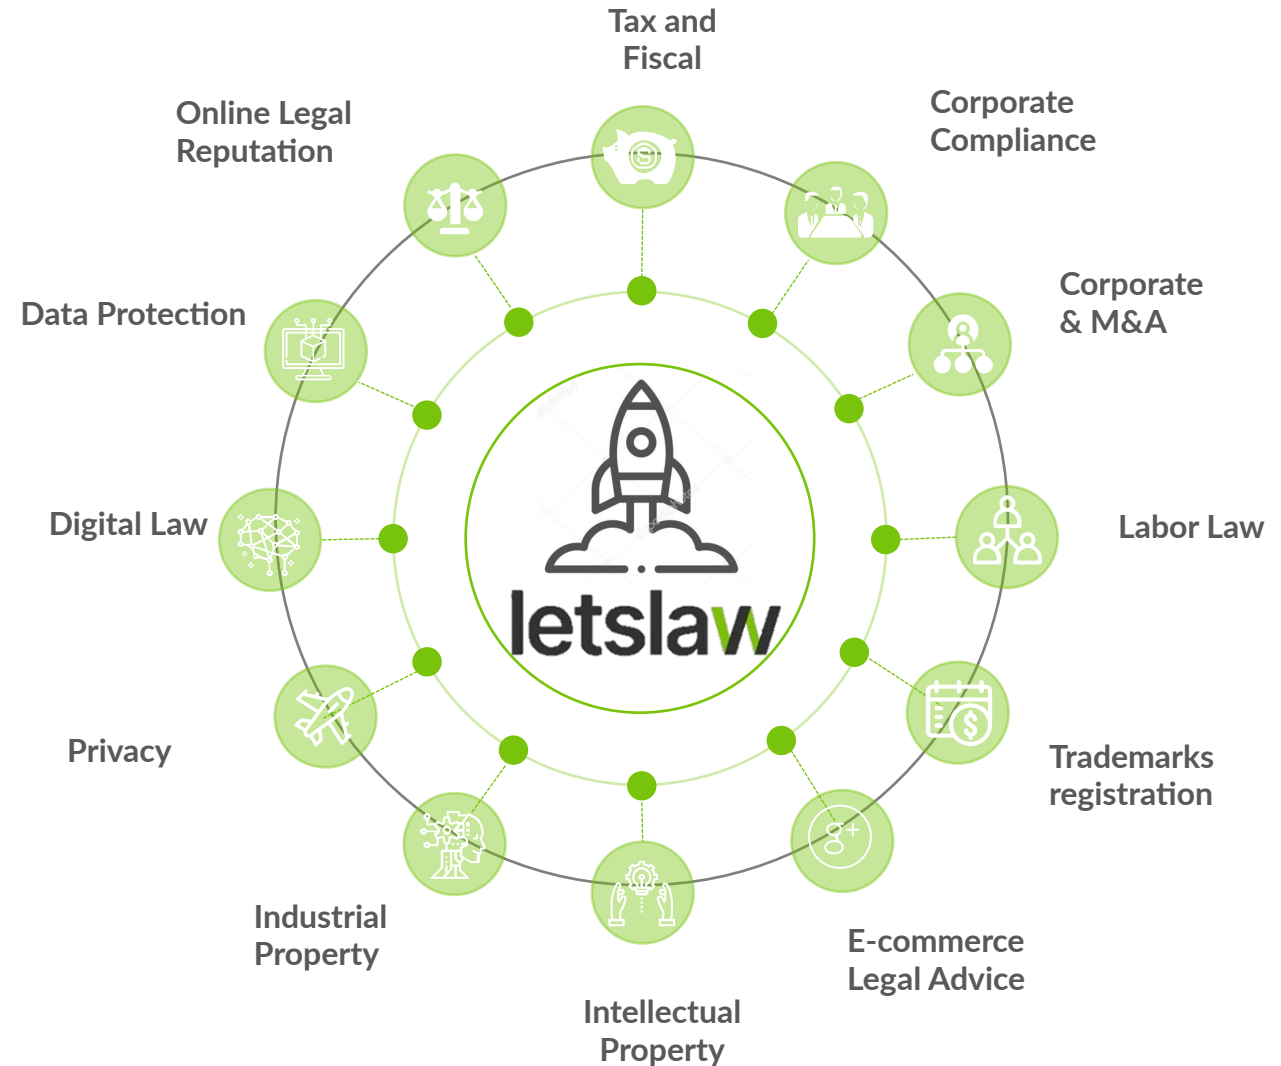 Tax and
Fiscal
Corporate
Compliance
Corporate
& M&A
Labor Law
Trademarks
registration
E-commerce
Legal Advice
Intellectual
Property
Industrial
Property
Privacy
Digital Law
Data Protection
Online Legal
Reputation
letslaw